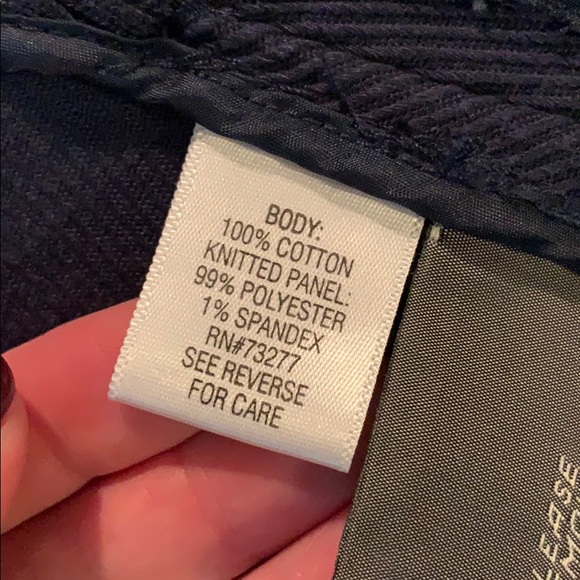 BODY:
100% COTTON
KNITTED PANEL:
99% POLYESTER
1% SPANDEX
RN#73277
SEE REVERSE
FOR CARE